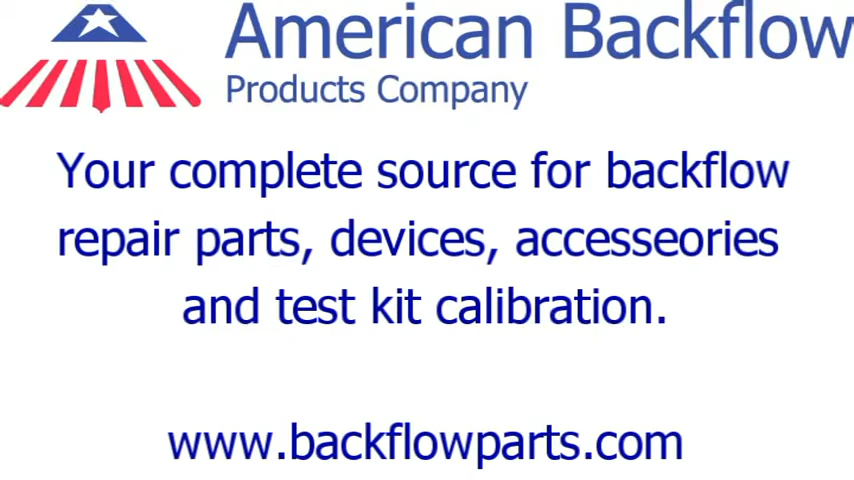 American Backflow
Products Company
Your complete source for backflow
repair parts, devices, accesseories
and test kit calibration.
www.backflowparts.com